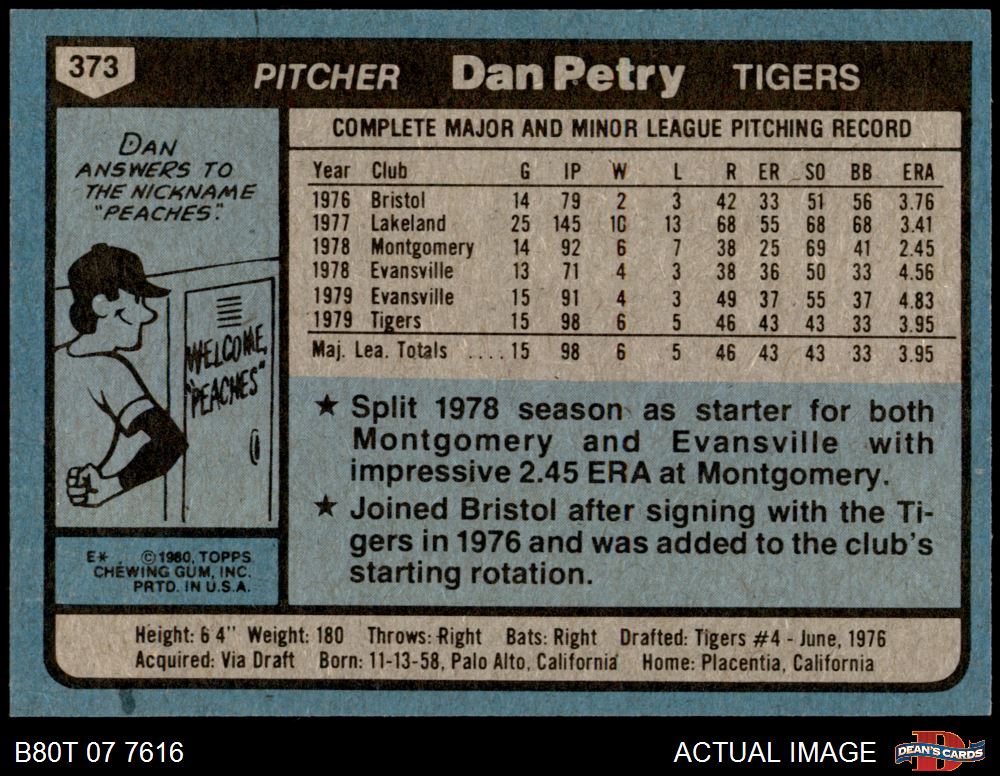 373
PITCHER Dan Petry TIGERS
DAN
ANSWERS TO
THE NICKNAME
"PEACHES".
WELCOME,
"PEACHES"
COMPLETE MAJOR AND MINOR LEAGUE PITCHING RECORD
Year Club G IP W L R ER SO BB ERA
1976 Bristol 14 79 2 3 42 33 51 56 3.76
1977 Lakeland 25 145 10 13 68 55 68 68 3.41
1978 Montgomery 14 92 6 7 38 25 69 41 2.45
1978 Evansville 13 71 4 3 38 36 50 33 4.56
1979 Evansville 15 91 4 3 49 37 55 37 4.83
1979 Tigers 15 98 6 5 46 43 43 33 3.95
Maj. Lea. Totals ....15 98 6 5 46 43 43 33 3.95
★ Split 1978 season as starter for both
Montgomery and Evansville with
impressive 2.45 ERA at Montgomery.
★ Joined Bristol after signing with the Ti-
gers in 1976 and was added to the club's
starting rotation.
E* © 1980, TOPPS
CHEWING GUM, INC.
PRTD. IN U.S.A.
Height: 6 4" Weight: 180 Throws: Right Bats: Right Drafted: Tigers #4 - June, 1976
Acquired: Via Draft Born: 11-13-58, Palo Alto, California Home: Placentia, California
B80T 07 7616
ACTUAL IMAGE
DEAN'S CARDS